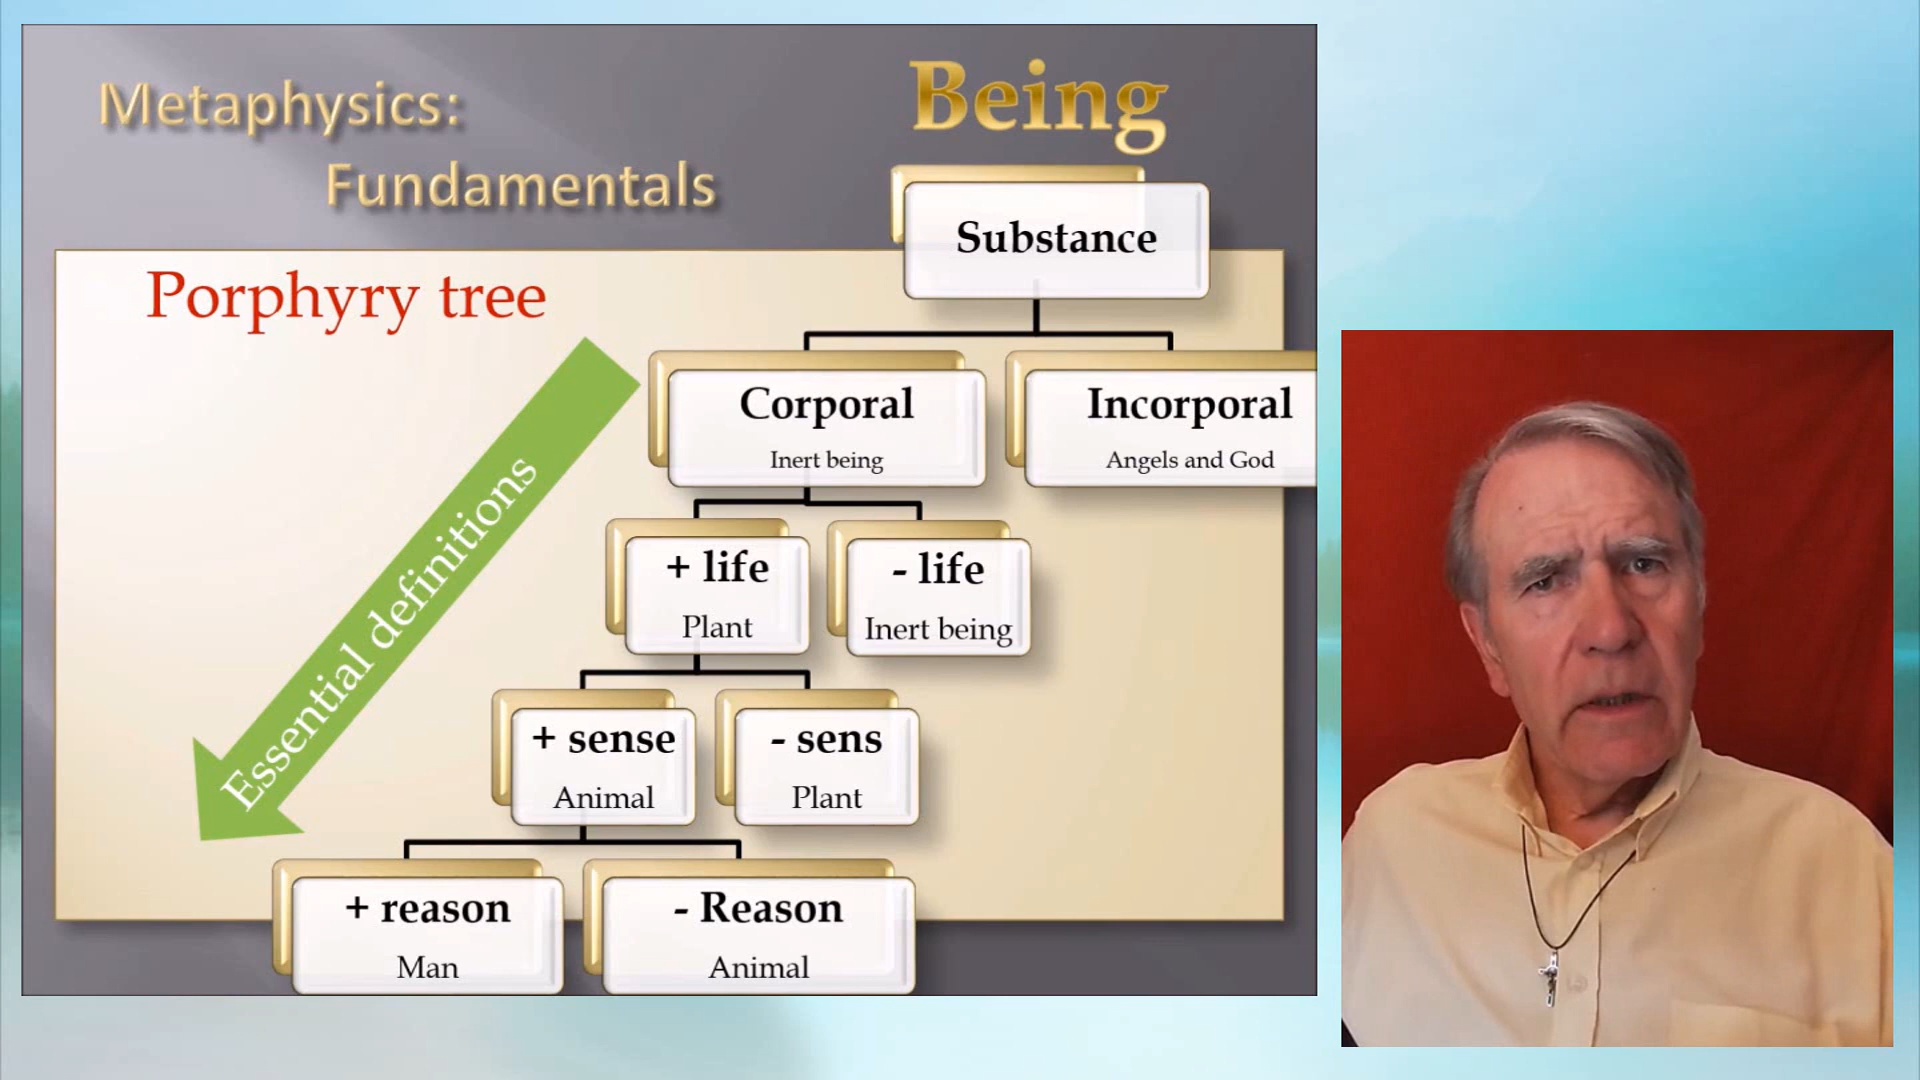 Metaphysics:
Fundamentals
Being
Substance
Porphyry tree
Corporal
Inert being
Incorporal
Angels and God
Essential definitions
+ life
Plant
- life
Inert being
+ sense
Animal
- sens
Plant
+ reason
Man
- Reason
Animal